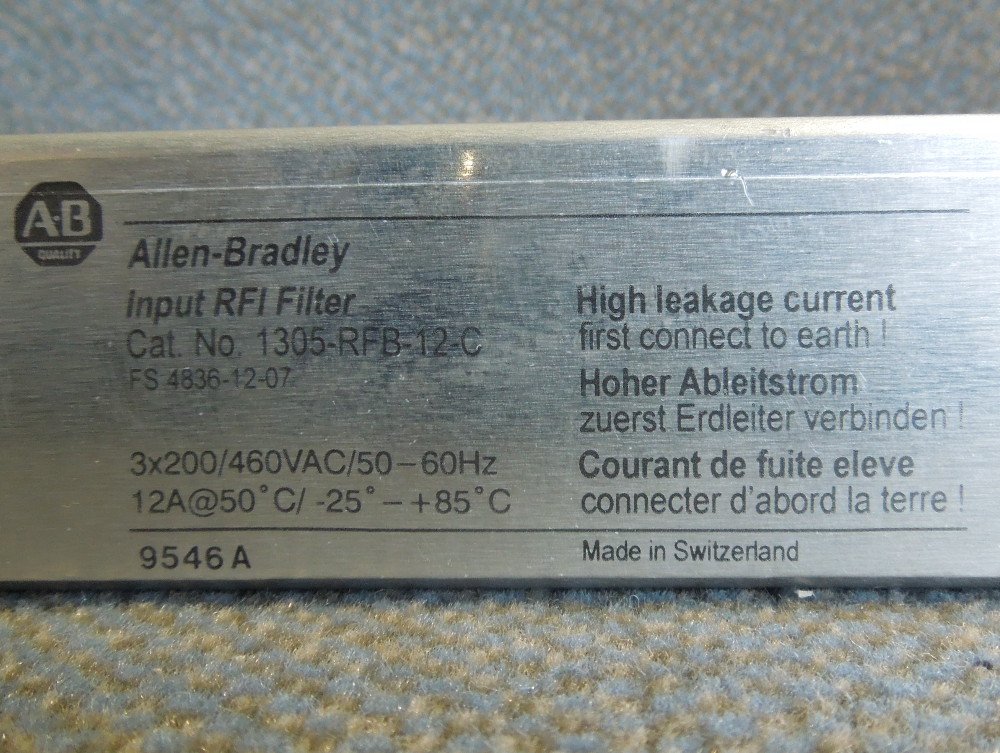 A-B
QUALITY
Allen-Bradley
Input RFI Filter
Cat. No. 1305-RFB-12-C
FS 4836-12-07
3x200/460VAC/50–60Hz
12A@50°C/ -25°–+85°C
9546 A
High leakage current
first connect to earth !
Hoher Ableitstrom
zuerst Erdleiter verbinden !
Courant de fuite eleve
connecter d'abord la terre !
Made in Switzerland